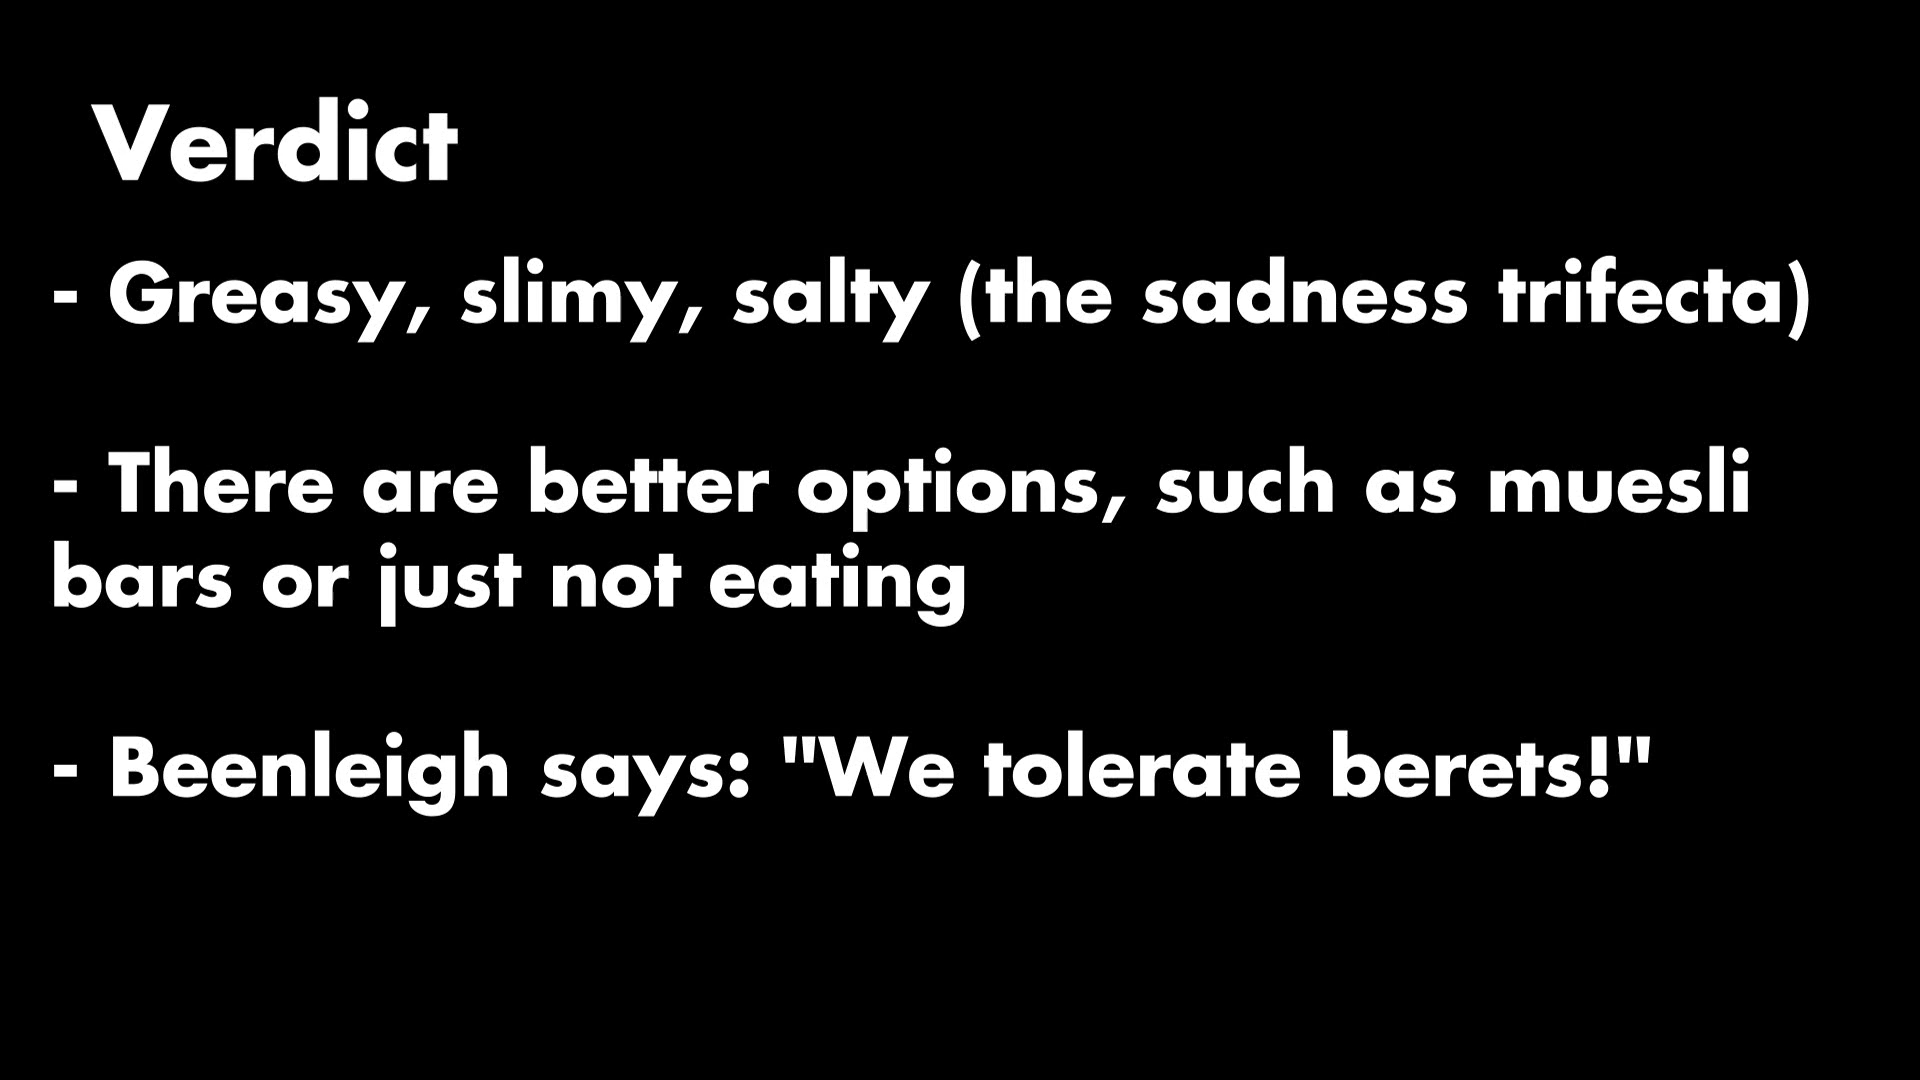 Verdict
- Greasy, slimy, salty (the sadness trifecta)
- There are better options, such as muesli
bars or just not eating
- Beenleigh says: "We tolerate berets!"